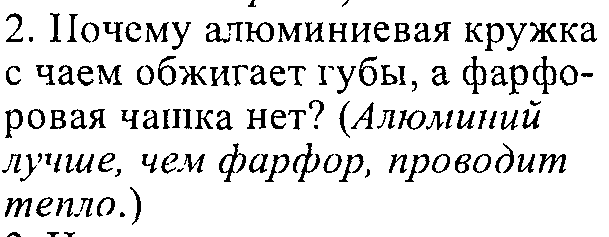 2. Почему алюминиевая кружка
с чаем обжигает губы, а фарфо-
ровая чашка нет? (Алюминий
лучше, чем фарфор, проводит
тепло.)